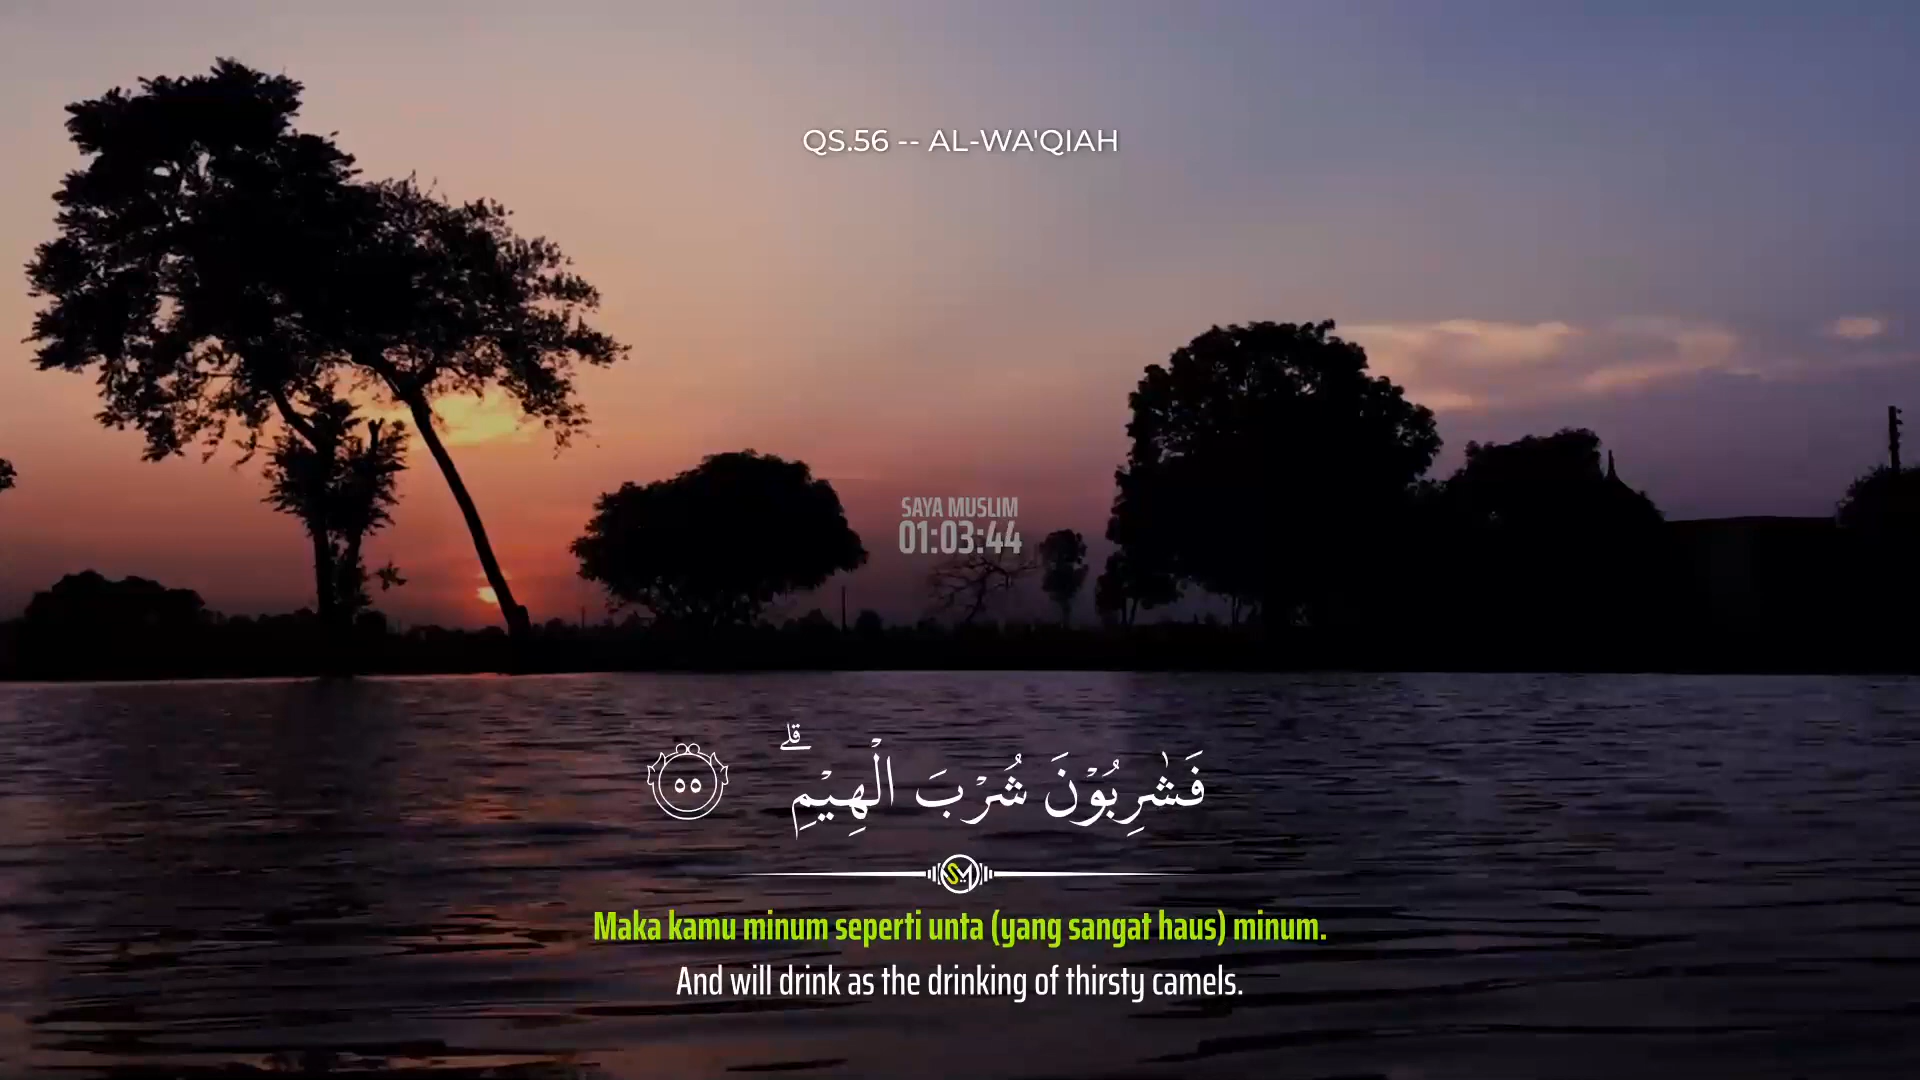 QS.56 -- AL-WA'QIAH
SAYA MUSLIM
01:03:44
فَشٰرِبُوْنَ شُرْبَ الْهِيْمِۗ ٥٥
SM
Maka kamu minum seperti unta (yang sangat haus) minum.
And will drink as the drinking of thirsty camels.